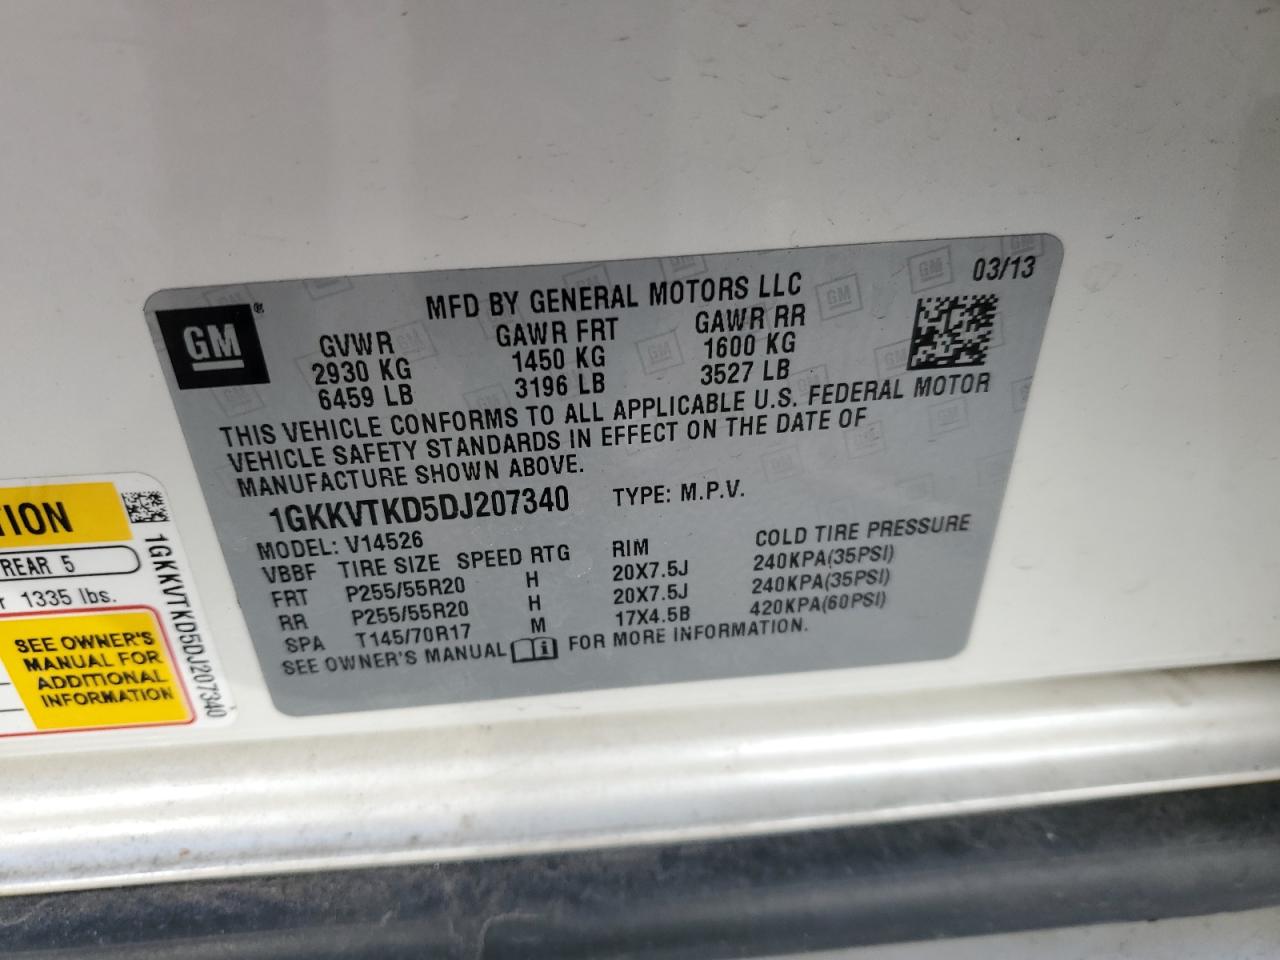 MFD BY GENERAL MOTORS LLC 03/13
GM ®
GVWR GAWR FRT GAWR RR
2930 KG 1450 KG 1600 KG
6459 LB 3196 LB 3527 LB
THIS VEHICLE CONFORMS TO ALL APPLICABLE U.S. FEDERAL MOTOR
VEHICLE SAFETY STANDARDS IN EFFECT ON THE DATE OF
MANUFACTURE SHOWN ABOVE.
1GKKVTKD5DJ207340 TYPE: M.P.V.
MODEL: V14526
VBBF TIRE SIZE SPEED RTG RIM COLD TIRE PRESSURE
FRT P255/55R20 H 20X7.5J 240KPA(35PSI)
RR P255/55R20 H 20X7.5J 240KPA(35PSI)
SPA T145/70R17 M 17X4.5B 420KPA(60PSI)
SEE OWNER'S MANUAL i FOR MORE INFORMATION.
TION
REAR 5
r 1335 lbs.
SEE OWNER'S
MANUAL FOR
ADDITIONAL
INFORMATION
1GKKVTKD5DJ207340